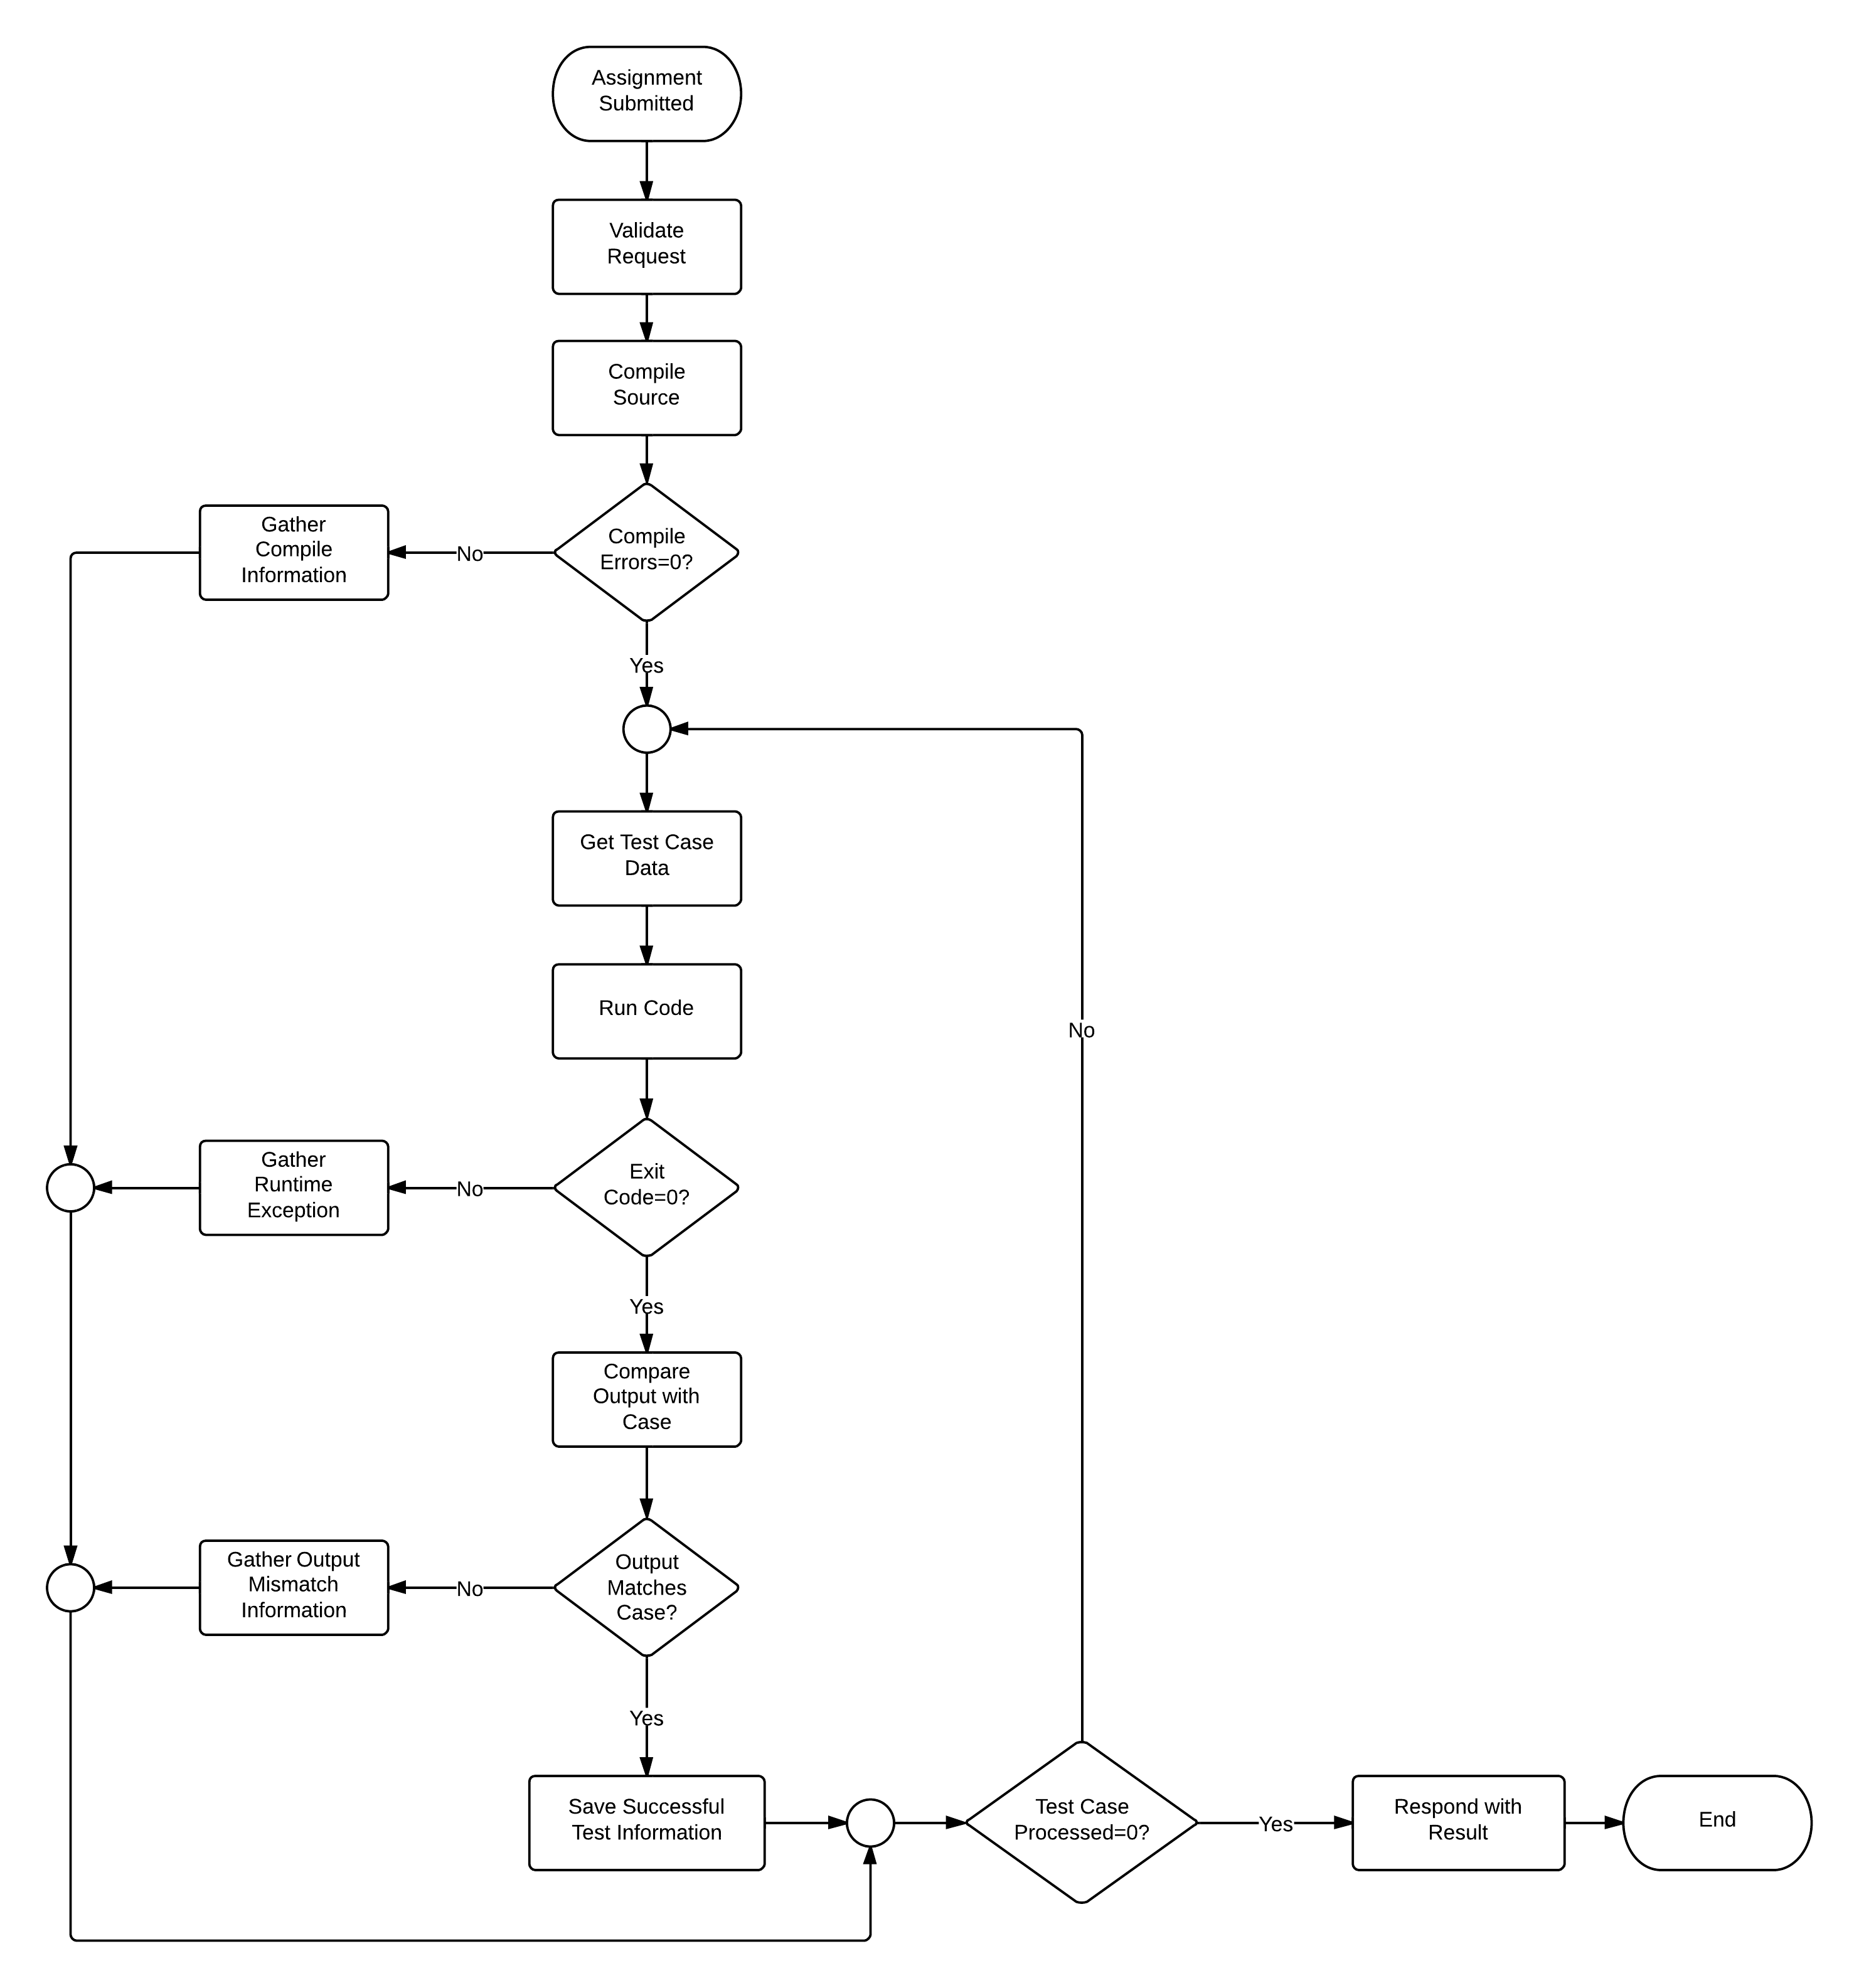 Assignment
Submitted
Validate
Request
Compile
Source
Compile
Errors=0?
No
Gather
Compile
Information
Yes
Get Test Case
Data
Run Code
No
Exit
Code=0?
No
Gather
Runtime
Exception
Yes
Compare
Output with
Case
Output
Matches
Case?
No
Gather Output
Mismatch
Information
Yes
Save Successful
Test Information
Test Case
Processed=0?
Yes
Respond with
Result
End